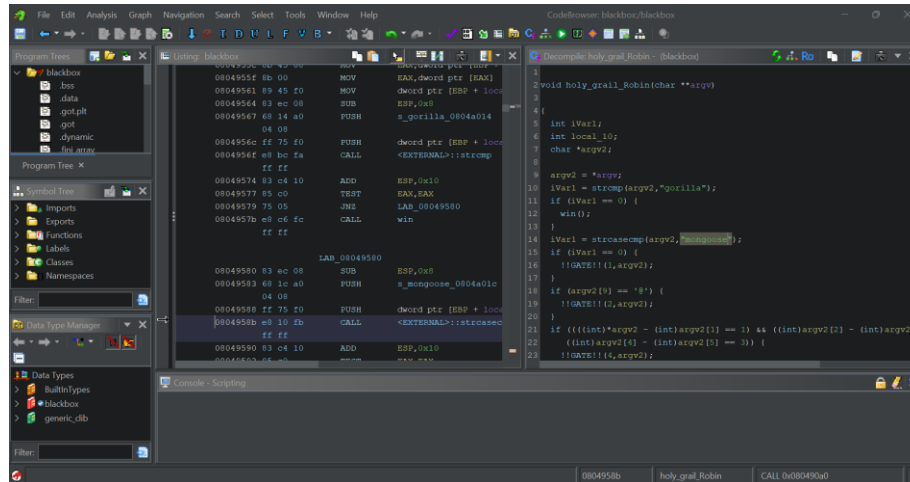 File Edit Analysis Graph Navigation Search Select Tools Window Help
CodeBrowser: blackbox:/blackbox
I D U L F V B
Program Trees
blackbox
.bss
.data
.got.plt
.got
.dynamic
.fini_array
Program Tree
Symbol Tree
Imports
Exports
Functions
Labels
Classes
Namespaces
Filter:
Data Type Manager
Data Types
BuiltInTypes
blackbox
generic_clib
Filter:
Listing: blackbox
0804955f 8b 00 MOV EAX,dword ptr [EAX]
08049561 89 45 f0 MOV dword ptr [EBP + loca
08049564 83 ec 08 SUB ESP,0x8
08049567 68 14 a0 PUSH s_gorilla_0804a014
04 08
0804956c ff 75 f0 PUSH dword ptr [EBP + loca
0804956f e8 bc fa CALL <EXTERNAL>::strcmp
ff ff
08049574 83 c4 10 ADD ESP,0x10
08049577 85 c0 TEST EAX,EAX
08049579 75 05 JNZ LAB_08049580
0804957b e8 c6 fc CALL win
ff ff
LAB_08049580
08049580 83 ec 08 SUB ESP,0x8
08049583 68 1c a0 PUSH s_mongoose_0804a01c
04 08
08049588 ff 75 f0 PUSH dword ptr [EBP + loca
0804958b e8 10 fb CALL <EXTERNAL>::strcasec
ff ff
08049590 83 c4 10 ADD ESP,0x10
Decompile: holy_grail_Robin - (blackbox)
Ro
1
2 void holy_grail_Robin(char **argv)
3
4 {
5 int iVar1;
6 int local_10;
7 char *argv2;
8
9 argv2 = *argv;
10 iVar1 = strcmp(argv2,"gorilla");
11 if (iVar1 == 0) {
12 win();
13 }
14 iVar1 = strcasecmp(argv2,"mongoose");
15 if (iVar1 == 0) {
16 !!GATE!!(1,argv2);
17 }
18 if (argv2[9] == '@') {
19 !!GATE!!(2,argv2);
20 }
21 if ((((int)*argv2 - (int)argv2[1] == 1) && ((int)argv2[2] - (int)argv2
22 ((int)argv2[4] - (int)argv2[5] == 3)) {
23 !!GATE!!(4,argv2);
Console - Scripting
0804958b
holy_grail_Robin
CALL 0x080490a0